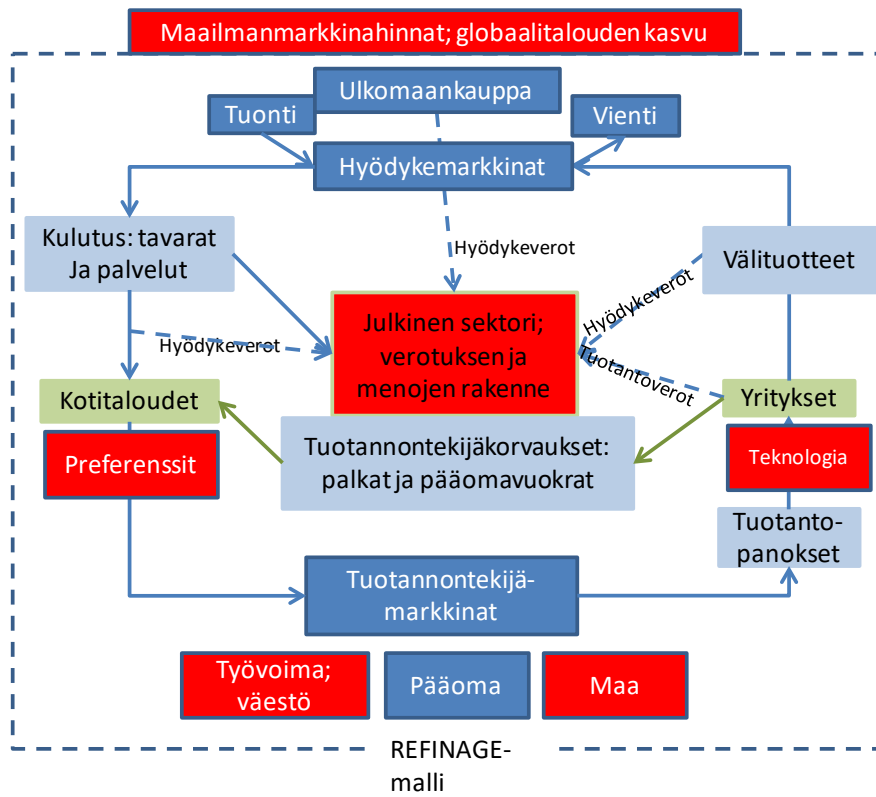 Maailmanmarkkinahinnat; globaalitalouden kasvu
Ulkomaankauppa
Tuonti
Vienti
Hyödykemarkkinat
Kulutus: tavarat
Ja palvelut
Hyödykeverot
Välituotteet
Hyödykeverot
Julkinen sektori;
verotuksen ja
menojen rakenne
Hyödykeverot
Tuotantoverot
Kotitaloudet
Yritykset
Preferenssit
Tuotannontekijäkorvaukset:
palkat ja pääomavuokrat
Teknologia
Tuotanto-
panokset
Tuotannontekijä-
markkinat
Työvoima;
väestö
Pääoma
Maa
REFINAGE-
malli